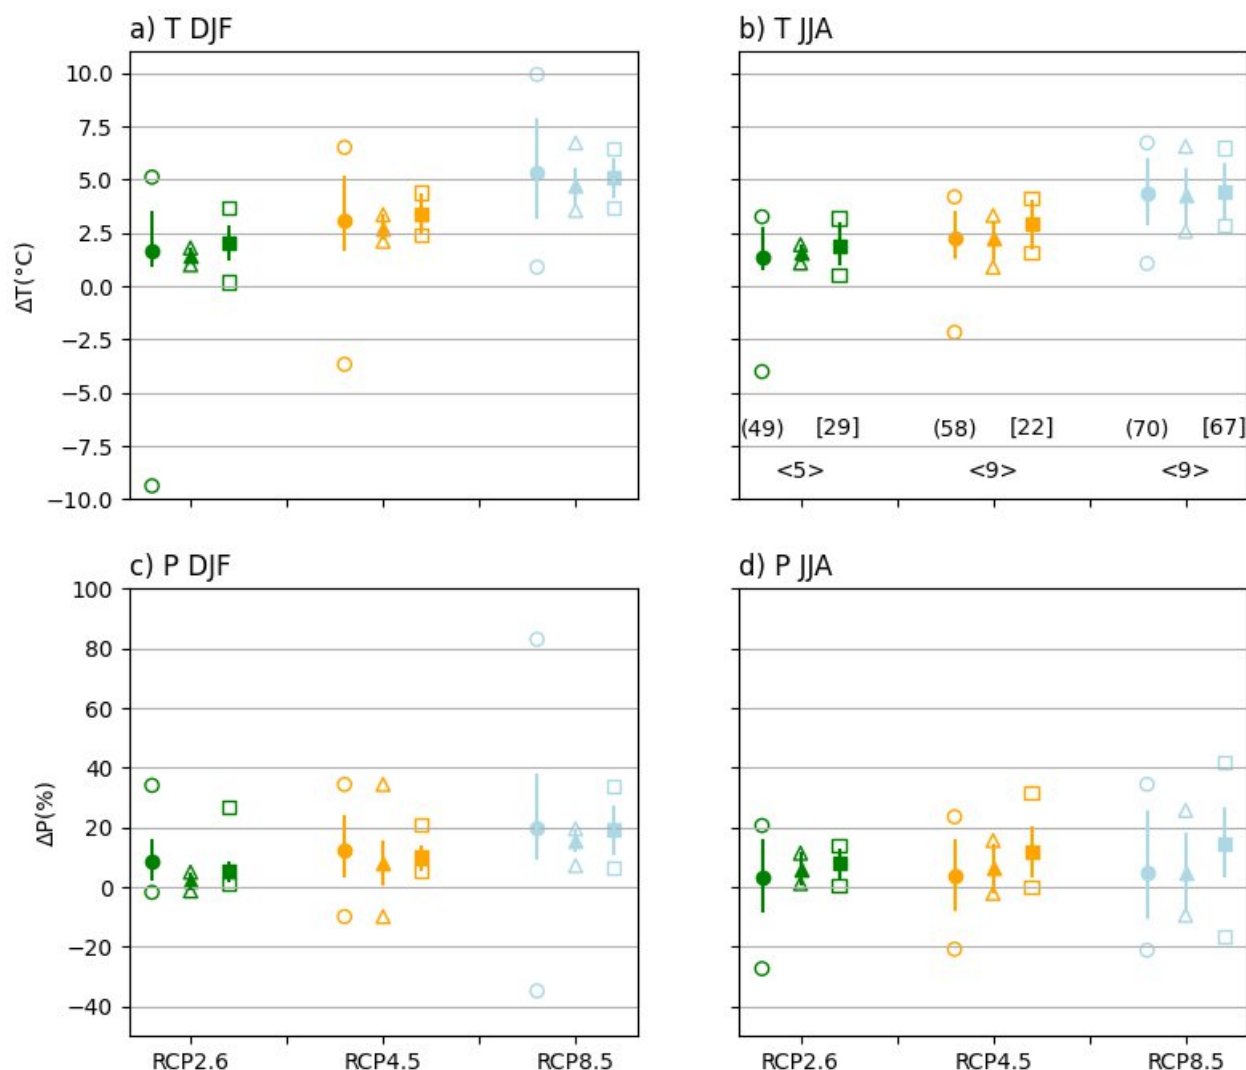 a) T DJF
b) T JJA
10.0
7.5
5.0
2.5
0.0
−2.5
−5.0
−7.5
−10.0
ΔT(°C)
(49) [29] (58) [22] (70) [67]
<5> <9> <9>
c) P DJF
d) P JJA
100
80
60
40
20
0
−20
−40
ΔP(%)
RCP2.6 RCP4.5 RCP8.5
RCP2.6 RCP4.5 RCP8.5